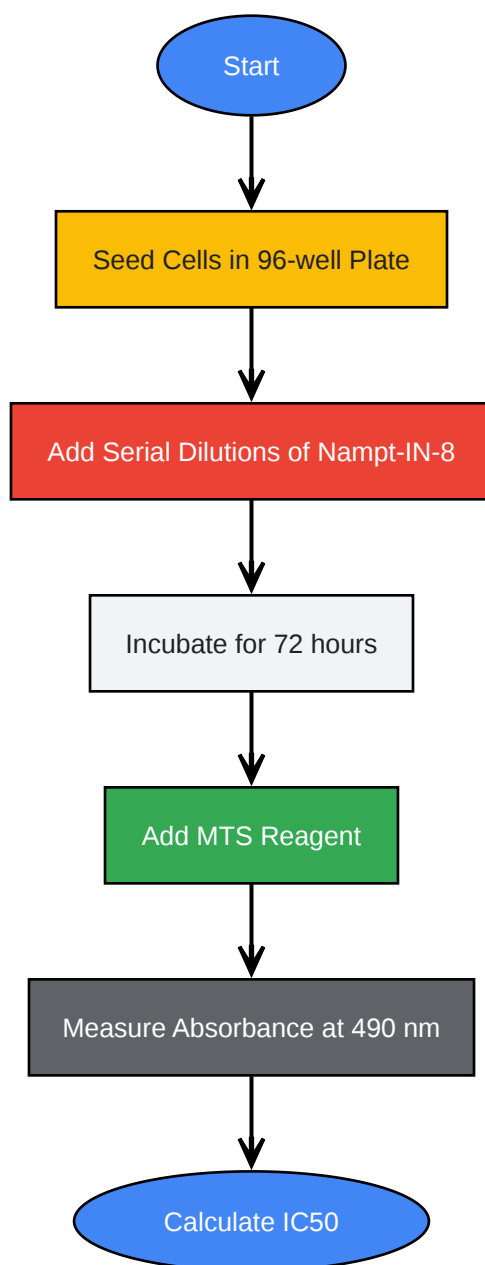 Start
Seed Cells in 96-well Plate
Add Serial Dilutions of Nampt-IN-8
Incubate for 72 hours
Add MTS Reagent
Measure Absorbance at 490 nm
Calculate IC50